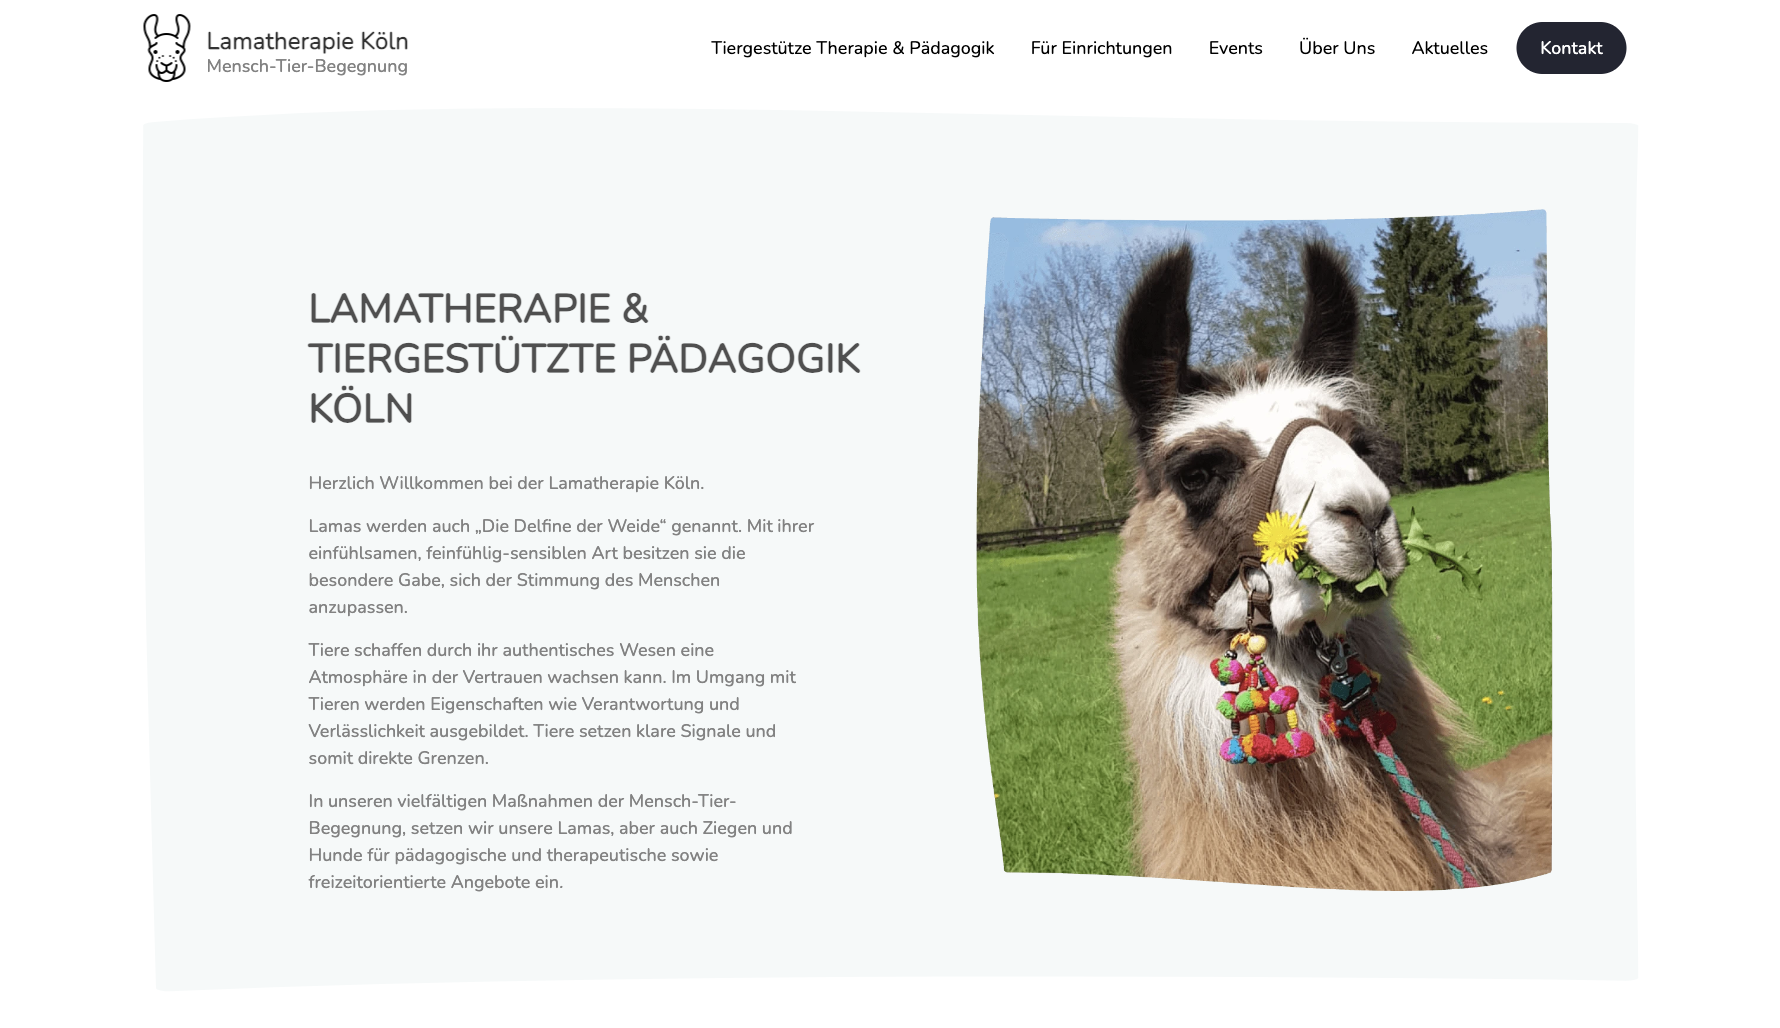 Lamatherapie Köln
Mensch-Tier-Begegnung
Tiergestütze Therapie & Pädagogik Für Einrichtungen Events Über Uns Aktuelles Kontakt
LAMATHERAPIE &
TIERGESTÜTZTE PÄDAGOGIK
KÖLN
Herzlich Willkommen bei der Lamatherapie Köln.
Lamas werden auch „Die Delfine der Weide“ genannt. Mit ihrer
einfühlsamen, feinfühlig-sensiblen Art besitzen sie die
besondere Gabe, sich der Stimmung des Menschen
anzupassen.
Tiere schaffen durch ihr authentisches Wesen eine
Atmosphäre in der Vertrauen wachsen kann. Im Umgang mit
Tieren werden Eigenschaften wie Verantwortung und
Verlässlichkeit ausgebildet. Tiere setzen klare Signale und
somit direkte Grenzen.
In unseren vielfältigen Maßnahmen der Mensch-Tier-
Begegnung, setzen wir unsere Lamas, aber auch Ziegen und
Hunde für pädagogische und therapeutische sowie
freizeitorientierte Angebote ein.